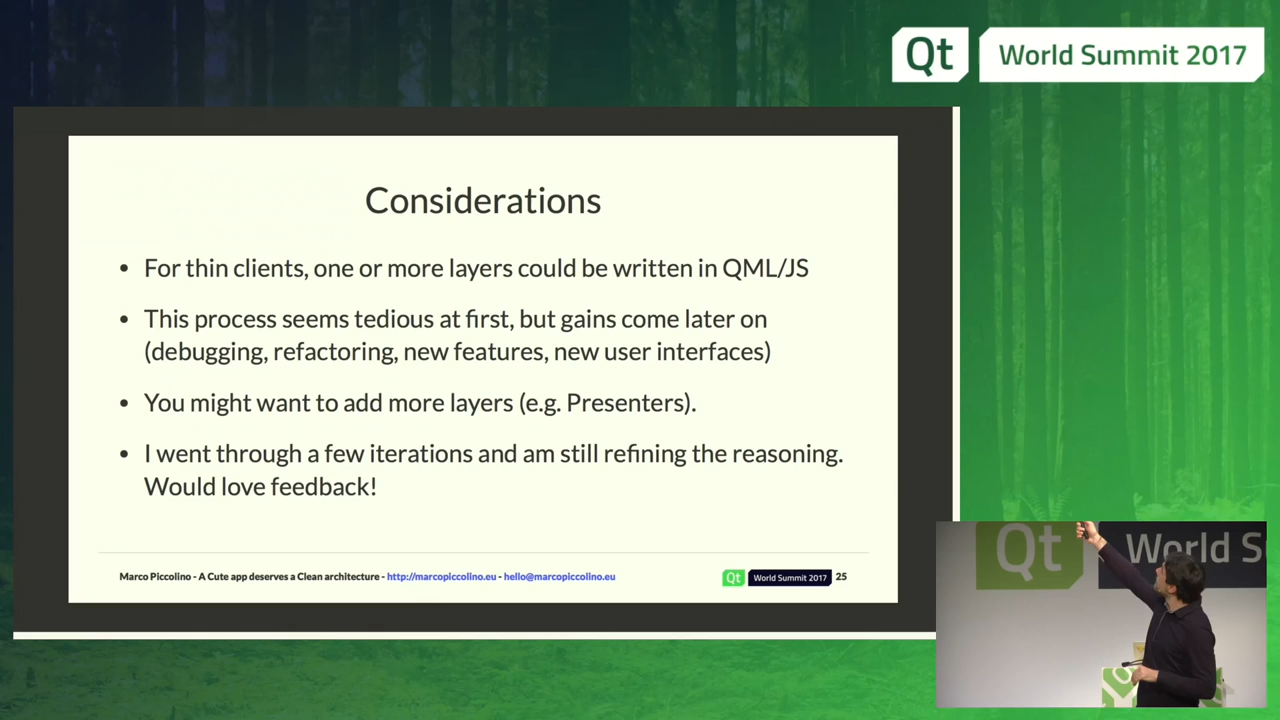 Qt World Summit 2017
Considerations
• For thin clients, one or more layers could be written in QML/JS
• This process seems tedious at first, but gains come later on
(debugging, refactoring, new features, new user interfaces)
• You might want to add more layers (e.g. Presenters).
• I went through a few iterations and am still refining the reasoning.
Would love feedback!
Marco Piccolino - A Cute app deserves a Clean architecture - http://marcopiccolino.eu - hello@marcopiccolino.eu
Qt World Summit 2017 25
Qt World S